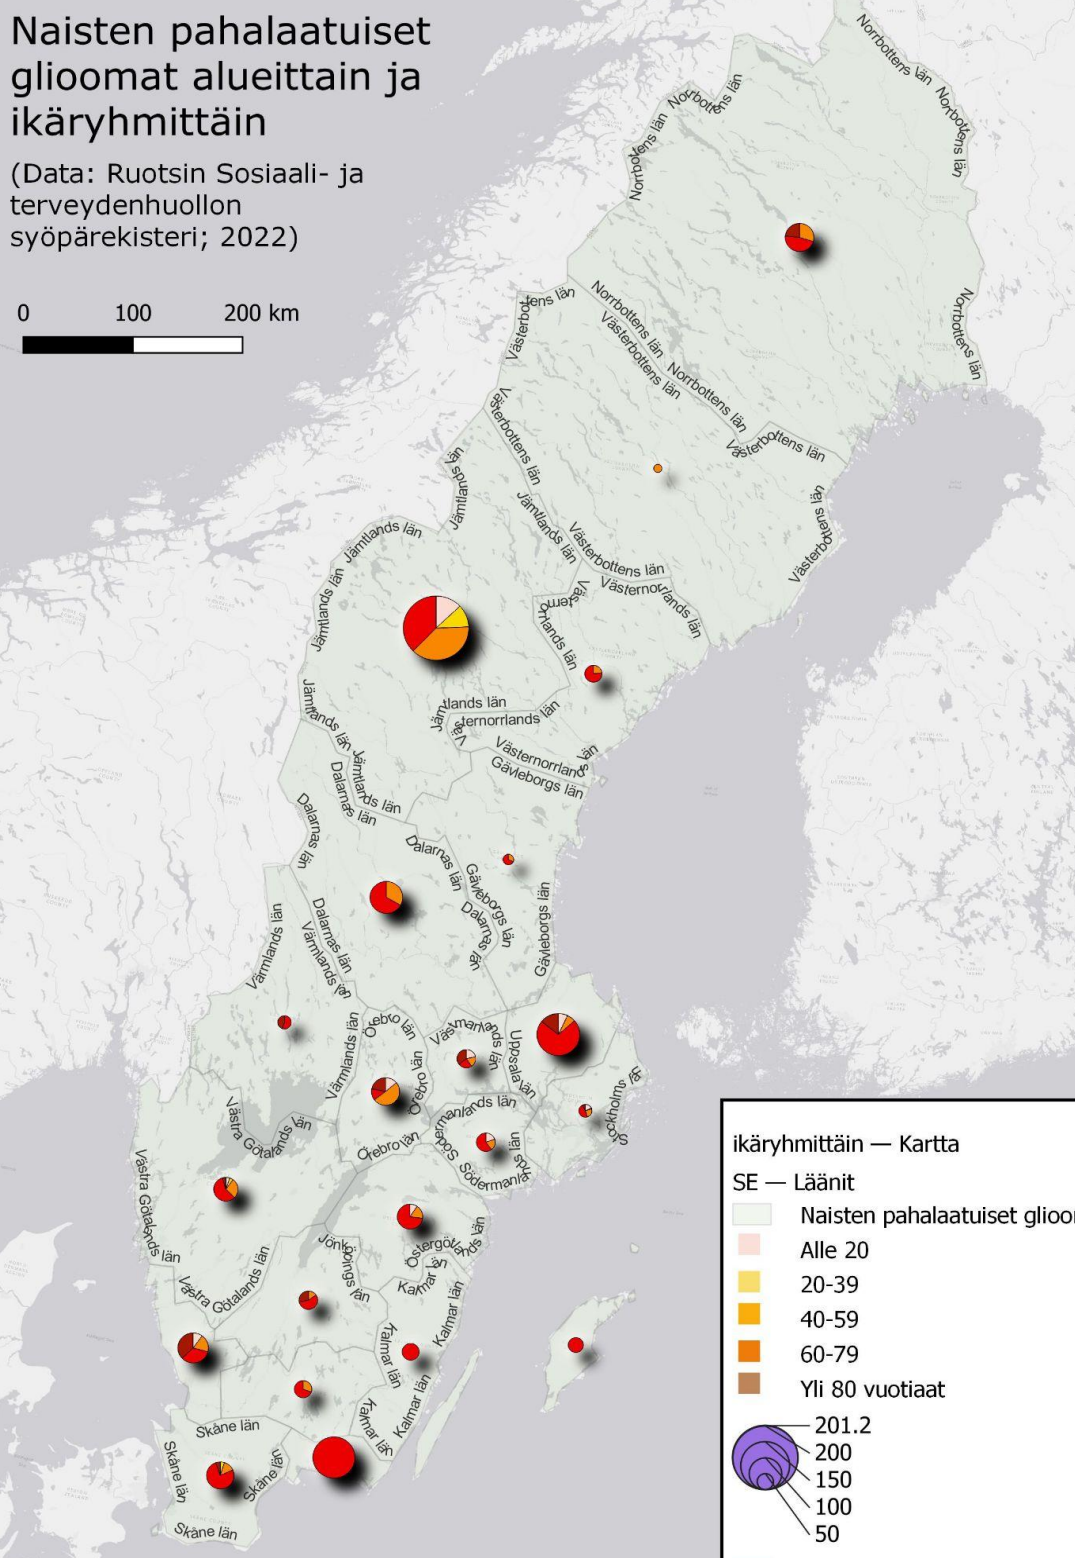 Naisten pahalaatuiset
glioomat alueittain ja
ikäryhmittäin
(Data: Ruotsin Sosiaali- ja
terveydenhuollon
syöpärekisteri; 2022)
0 100 200 km
Norrbottens län
Norrbottens län
Norrbottens län
Norrbottens län
Norrbottens län
Västerbottens län
Norrbottens län
Västerbottens län
Norrbottens län
Västerbottens län
Västerbottens län
Västerbottens län
Jämtlands län
Jämtlands län
Jämtlands län
Västerbottens län
Västernorrlands län
Västernorrlands län
Jämtlands län
Jämtlands län
Västernorrlands län
Jämtlands län
Västernorrlands län
Gävleborgs län
Jämtlands län
Dalarnas län
Dalarnas län
Dalarnas län
Gävleborgs län
Dalarnas län
Gävleborgs län
Värmlands län
Dalarnas län
Värmlands län
Värmlands län
Örebro län
Örebro län
Västmanlands län
Uppsala län
Stockholms län
Södermanlands län
Södermanlands län
Örebro län
Västra Götalands län
Västra Götalands län
Västra Götalands län
Jönköpings län
Östergötlands län
Kalmar län
Kalmar län
Kalmar län
Kalmar län
Kalmar län
Skåne län
Skåne län
Skåne län
Skåne län
ikäryhmittäin — Kartta
SE — Läänit
Naisten pahalaatuiset glioor
Alle 20
20-39
40-59
60-79
Yli 80 vuotiaat
201.2
200
150
100
50